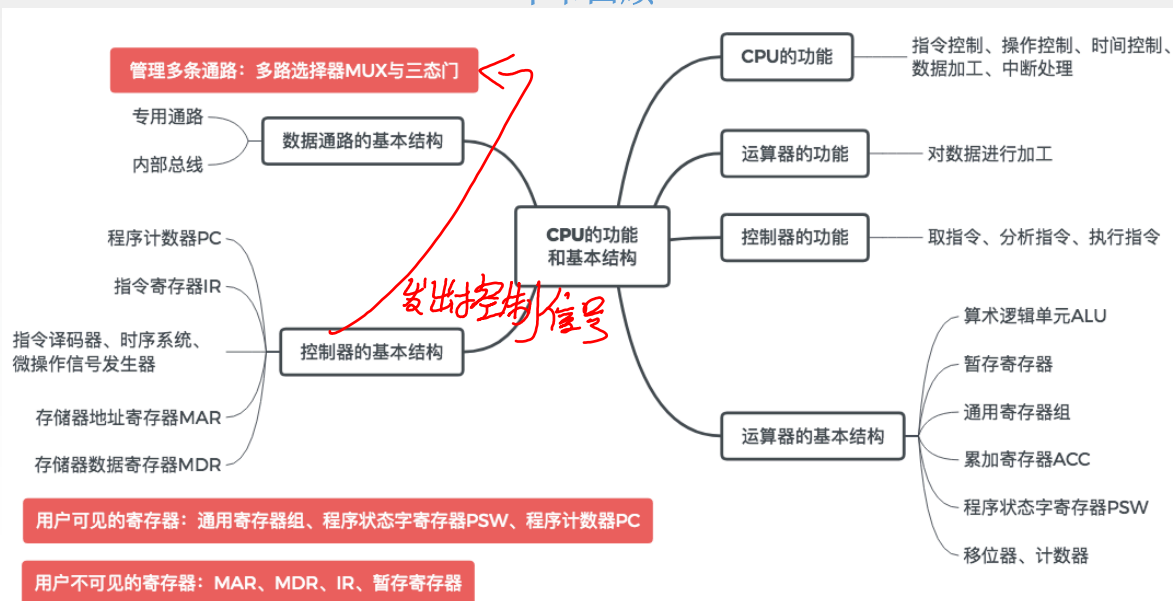 管理多条通路：多路选择器MUX与三态门
专用通路
内部总线
数据通路的基本结构
程序计数器PC
指令寄存器IR
指令译码器、时序系统、
微操作信号发生器
存储器地址寄存器MAR
存储器数据寄存器MDR
控制器的基本结构
发出控制信号
CPU的功能
和基本结构
CPU的功能
指令控制、操作控制、时间控制、
数据加工、中断处理
运算器的功能
对数据进行加工
控制器的功能
取指令、分析指令、执行指令
运算器的基本结构
算术逻辑单元ALU
暂存寄存器
通用寄存器组
累加寄存器ACC
程序状态字寄存器PSW
移位器、计数器
用户可见的寄存器：通用寄存器组、程序状态字寄存器PSW、程序计数器PC
用户不可见的寄存器：MAR、MDR、IR、暂存寄存器